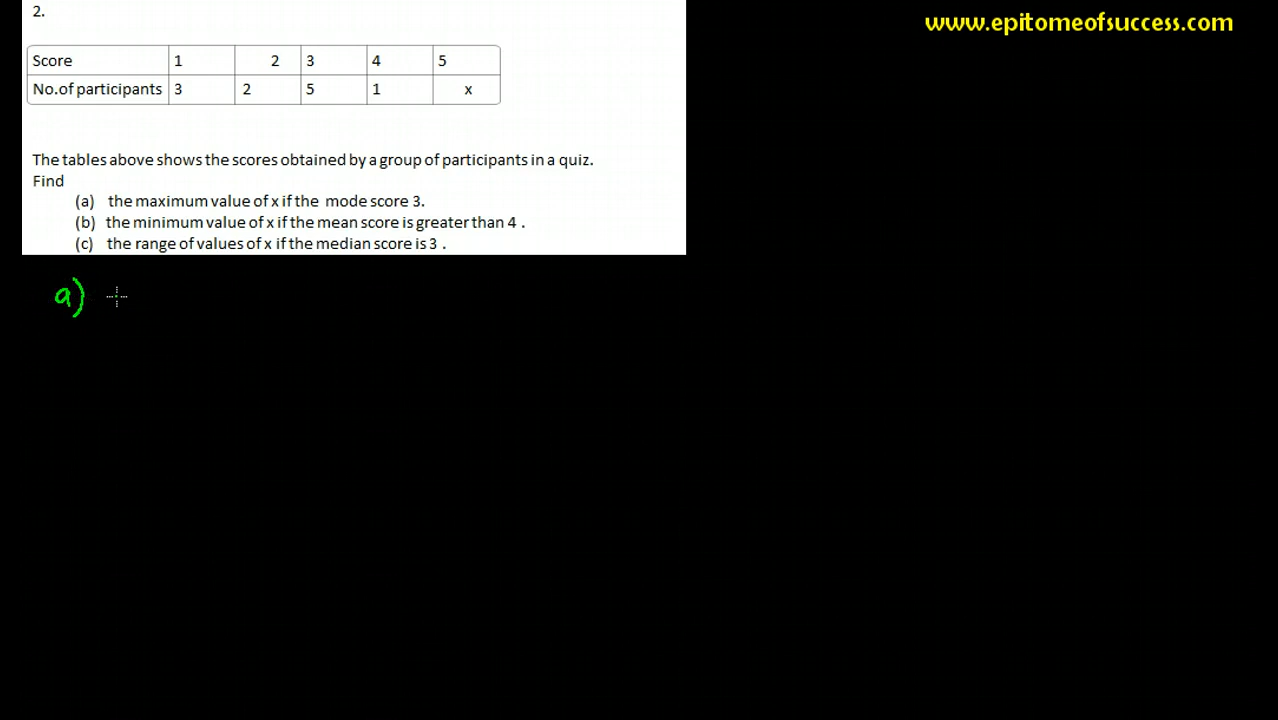 2.
www.epitomeofsuccess.com
Score 1 2 3 4 5
No.of participants 3 2 5 1 x
The tables above shows the scores obtained by a group of participants in a quiz.
Find
(a) the maximum value of x if the mode score 3.
(b) the minimum value of x if the mean score is greater than 4 .
(c) the range of values of x if the median score is 3 .
a)